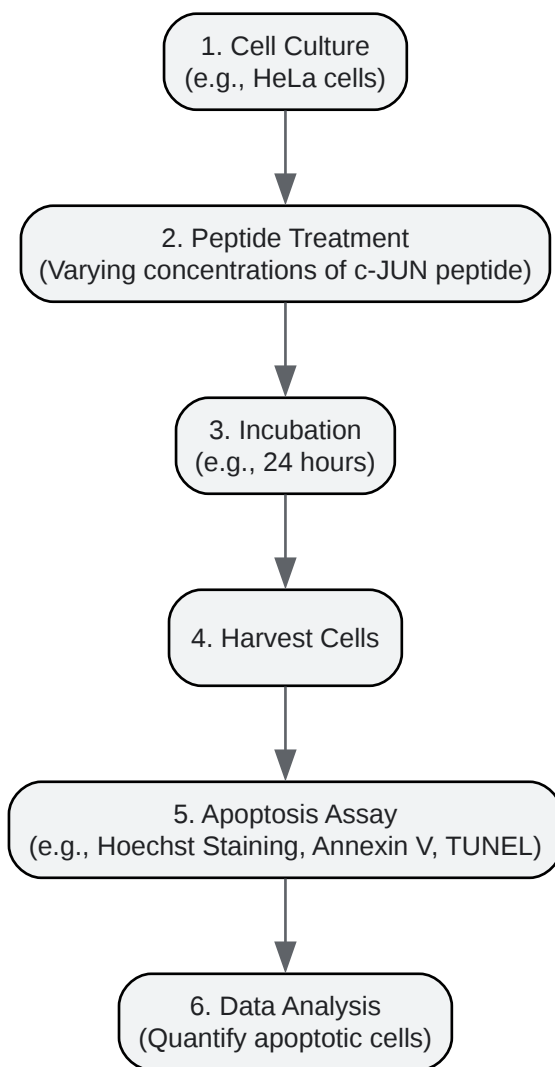 1. Cell Culture
(e.g., HeLa cells)
2. Peptide Treatment
(Varying concentrations of c-JUN peptide)
3. Incubation
(e.g., 24 hours)
4. Harvest Cells
5. Apoptosis Assay
(e.g., Hoechst Staining, Annexin V, TUNEL)
6. Data Analysis
(Quantify apoptotic cells)